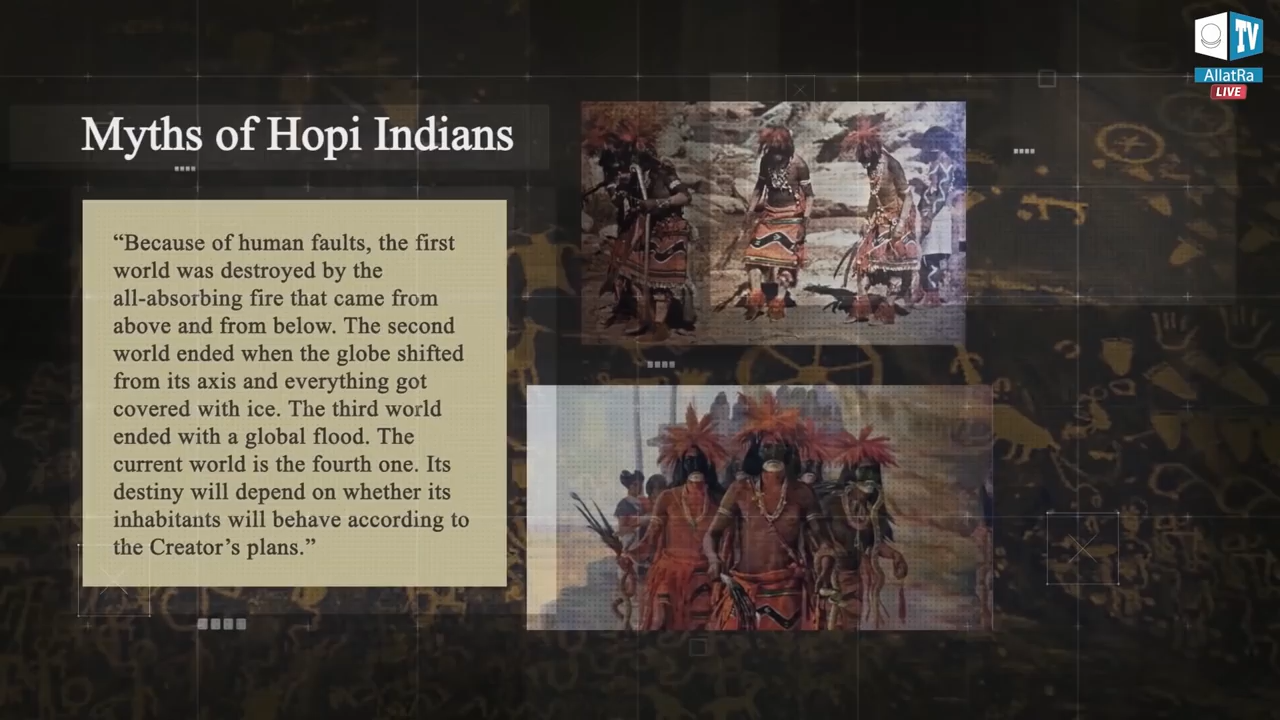 Myths of Hopi Indians
“Because of human faults, the first
world was destroyed by the
all-absorbing fire that came from
above and from below. The second
world ended when the globe shifted
from its axis and everything got
covered with ice. The third world
ended with a global flood. The
current world is the fourth one. Its
destiny will depend on whether its
inhabitants will behave according to
the Creator’s plans.”
TV
AllatRa
LIVE